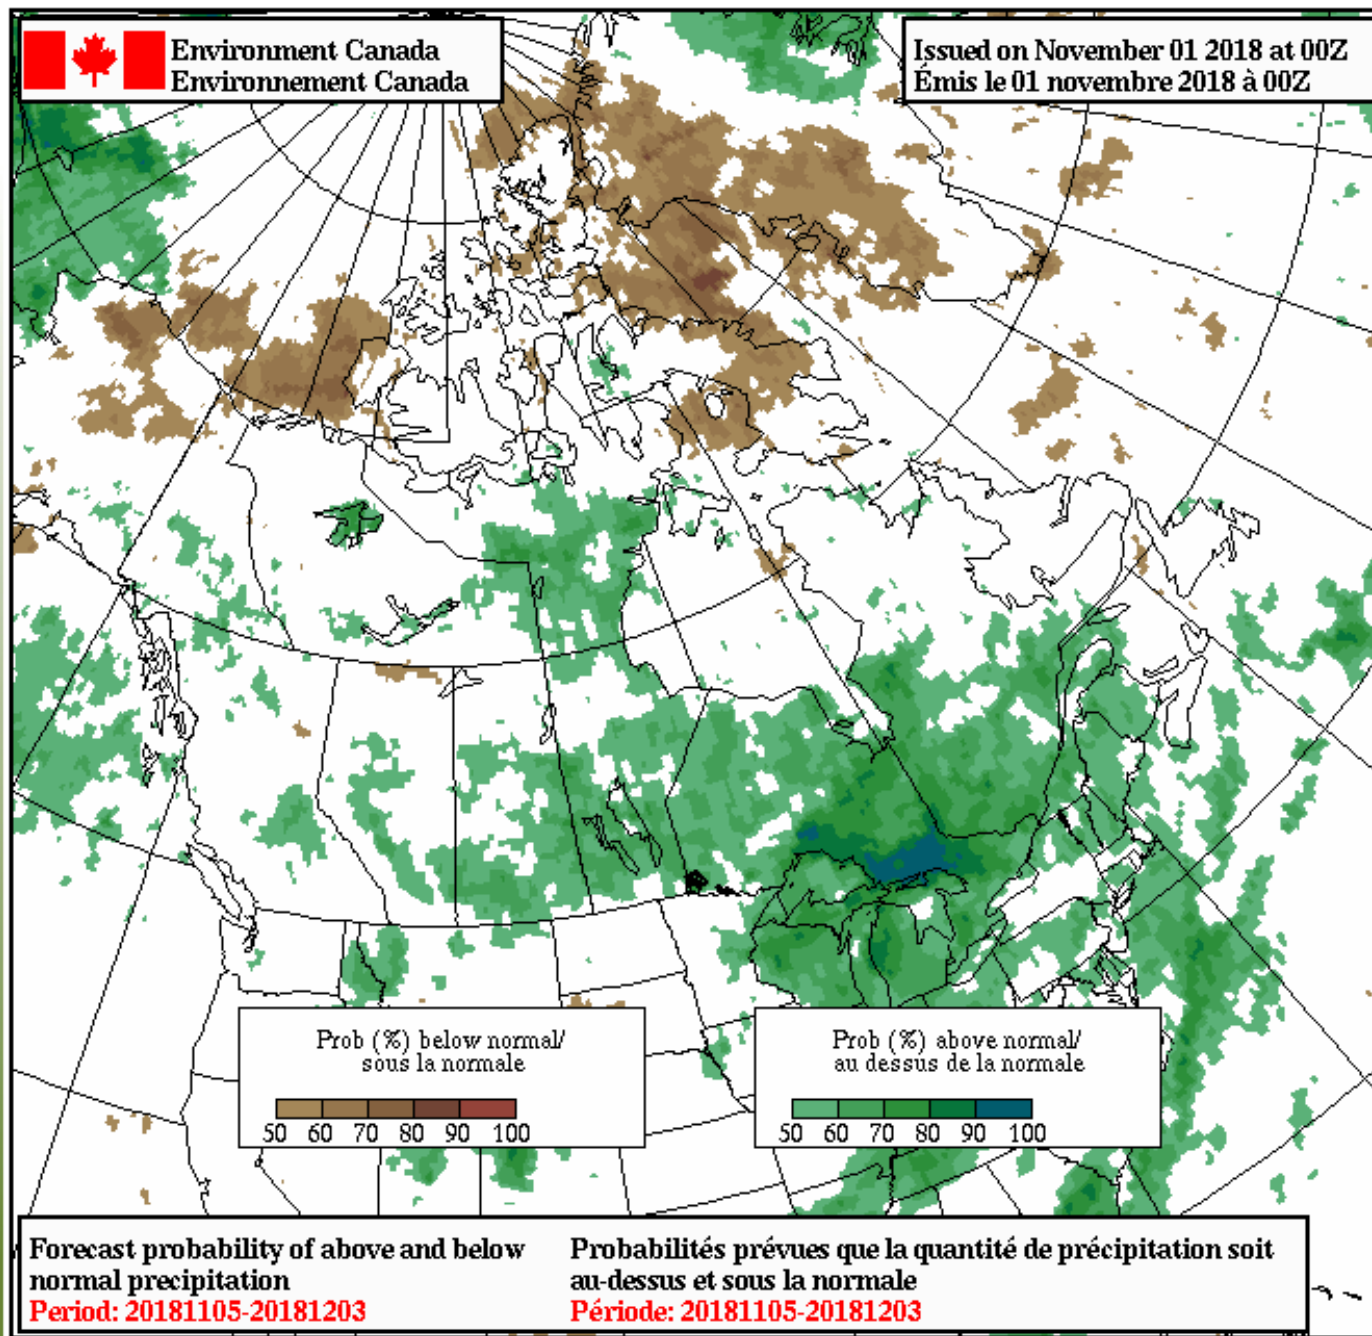 Environment Canada
Environnement Canada
Issued on November 01 2018 at 00Z
Émis le 01 novembre 2018 à 00Z
Prob (%) below normal/
sous la normale
50 60 70 80 90 100
Prob (%) above normal/
au dessus de la normale
50 60 70 80 90 100
Forecast probability of above and below
normal precipitation
Period: 20181105-20181203
Probabilités prévues que la quantité de précipitation soit
au-dessus et sous la normale
Période: 20181105-20181203